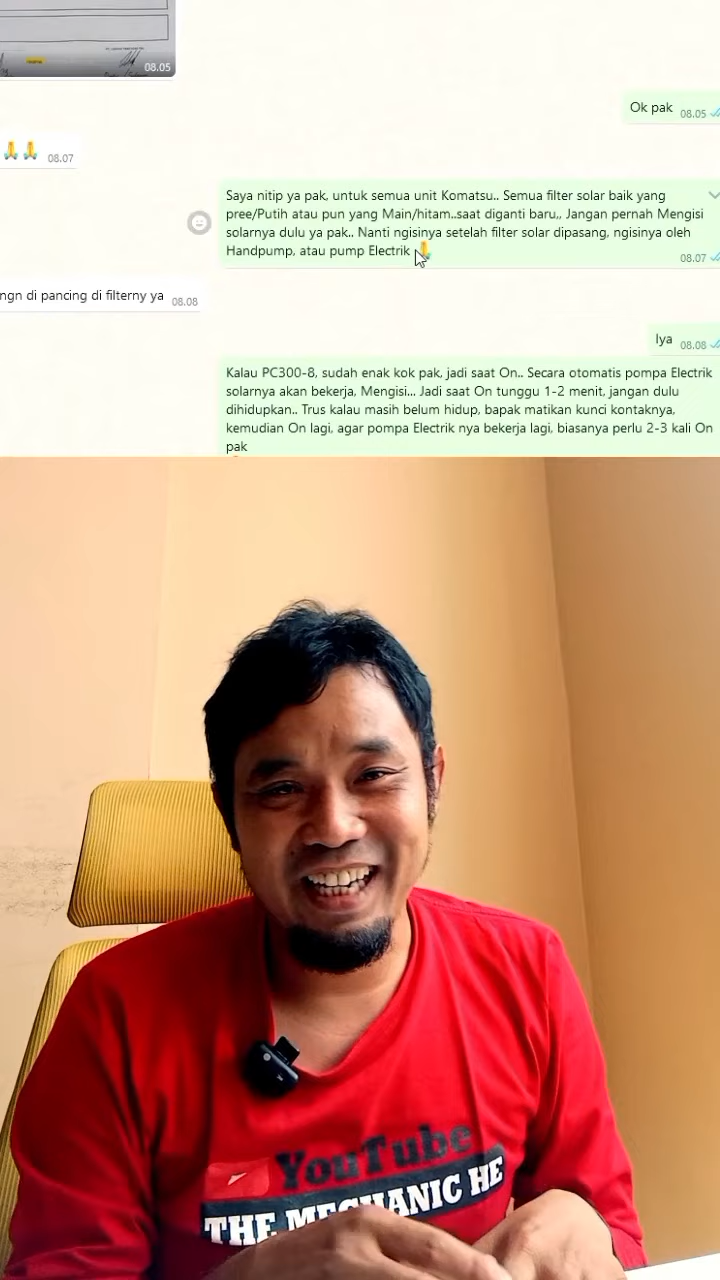 08.05
Ok pak 08.05
08.07
Saya nitip ya pak, untuk semua unit Komatsu.. Semua filter solar baik yang
pree/Putih atau pun yang Main/hitam..saat diganti baru,, Jangan pernah Mengisi
solarnya dulu ya pak.. Nanti ngisinya setelah filter solar dipasang, ngisinya oleh
Handpump, atau pump Electrik
08.07
ngn di pancing di filterny ya 08.08
Iya 08.08
Kalau PC300-8, sudah enak kok pak, jadi saat On.. Secara otomatis pompa Electrik
solarnya akan bekerja, Mengisi... Jadi saat On tunggu 1-2 menit, jangan dulu
dihidupkan.. Trus kalau masih belum hidup, bapak matikan kunci kontaknya,
kemudian On lagi, agar pompa Electrik nya bekerja lagi, biasanya perlu 2-3 kali On
pak
YouTube
THE MECHANIC HE